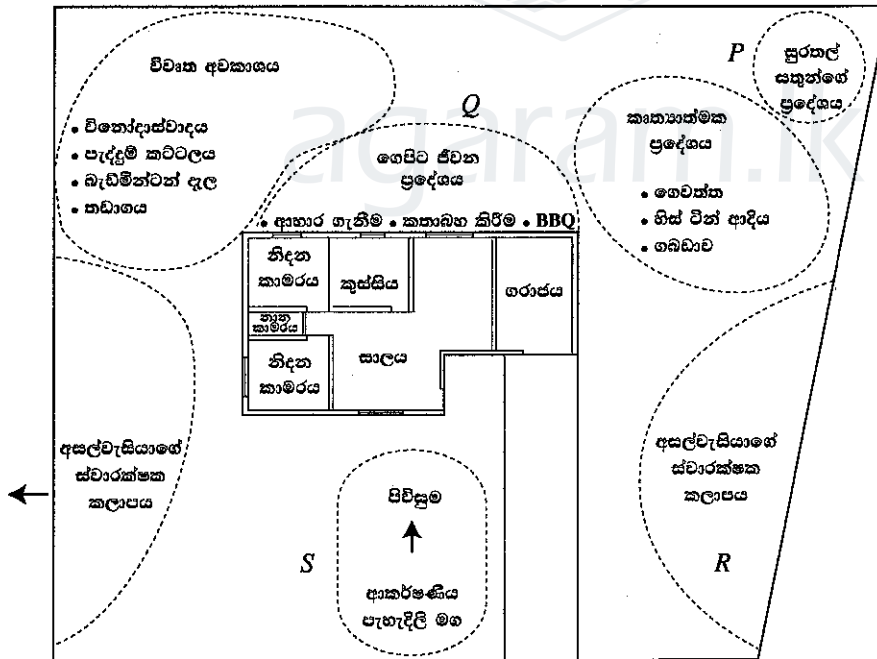 විවෘත අවකාශය
• විනෝදාස්වාදය
• පැද්දුම් කට්ටලය
• බැඩ්මින්ටන් දැල
• තඩාගය
Q
ගෙපිට ජීවන
ප්‍රදේශය
• ආහාර ගැනීම • කතාබහ කිරීම • BBQ
P
සුරතල්
සතුන්ගේ
ප්‍රදේශය
කෘත්‍යාත්මක
ප්‍රදේශය
• ගෙවත්ත
• හිස් ටින් ආදිය
• ගබඩාව
agaram.lk
නිදන
කාමරය
කුස්සිය
ගරාජය
නාන
කාමරය
නිදන
කාමරය
සාලය
අසල්වැසියාගේ
ස්වාරක්ෂක
කලාපය
S
පිවිසුම
ආකර්ෂණීය
පැහැදිලි මග
අසල්වැසියාගේ
ස්වාරක්ෂක
කලාපය
R